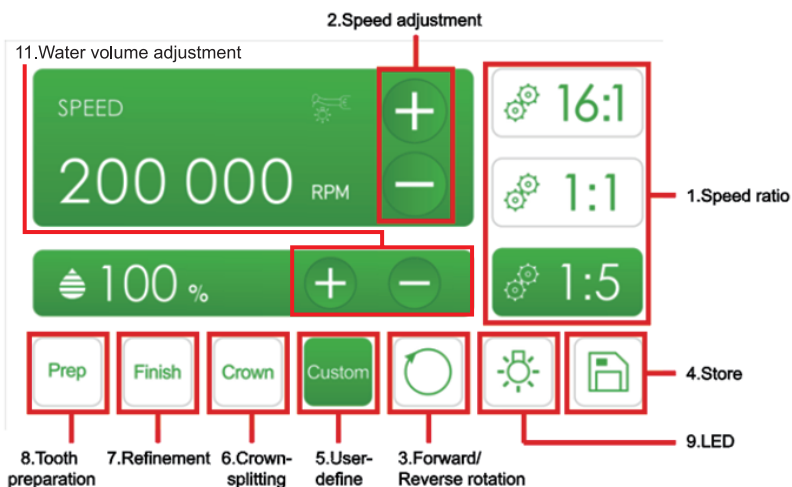 2.Speed adjustment
11.Water volume adjustment
SPEED
200 000 RPM
+
−
16:1
1:1
1:5
1.Speed ratio
100 %
+ −
Prep Finish Crown Custom
4.Store
9.LED
8.Tooth
preparation
7.Refinement
6.Crown-
splitting
5.User-
define
3.Forward/
Reverse rotation